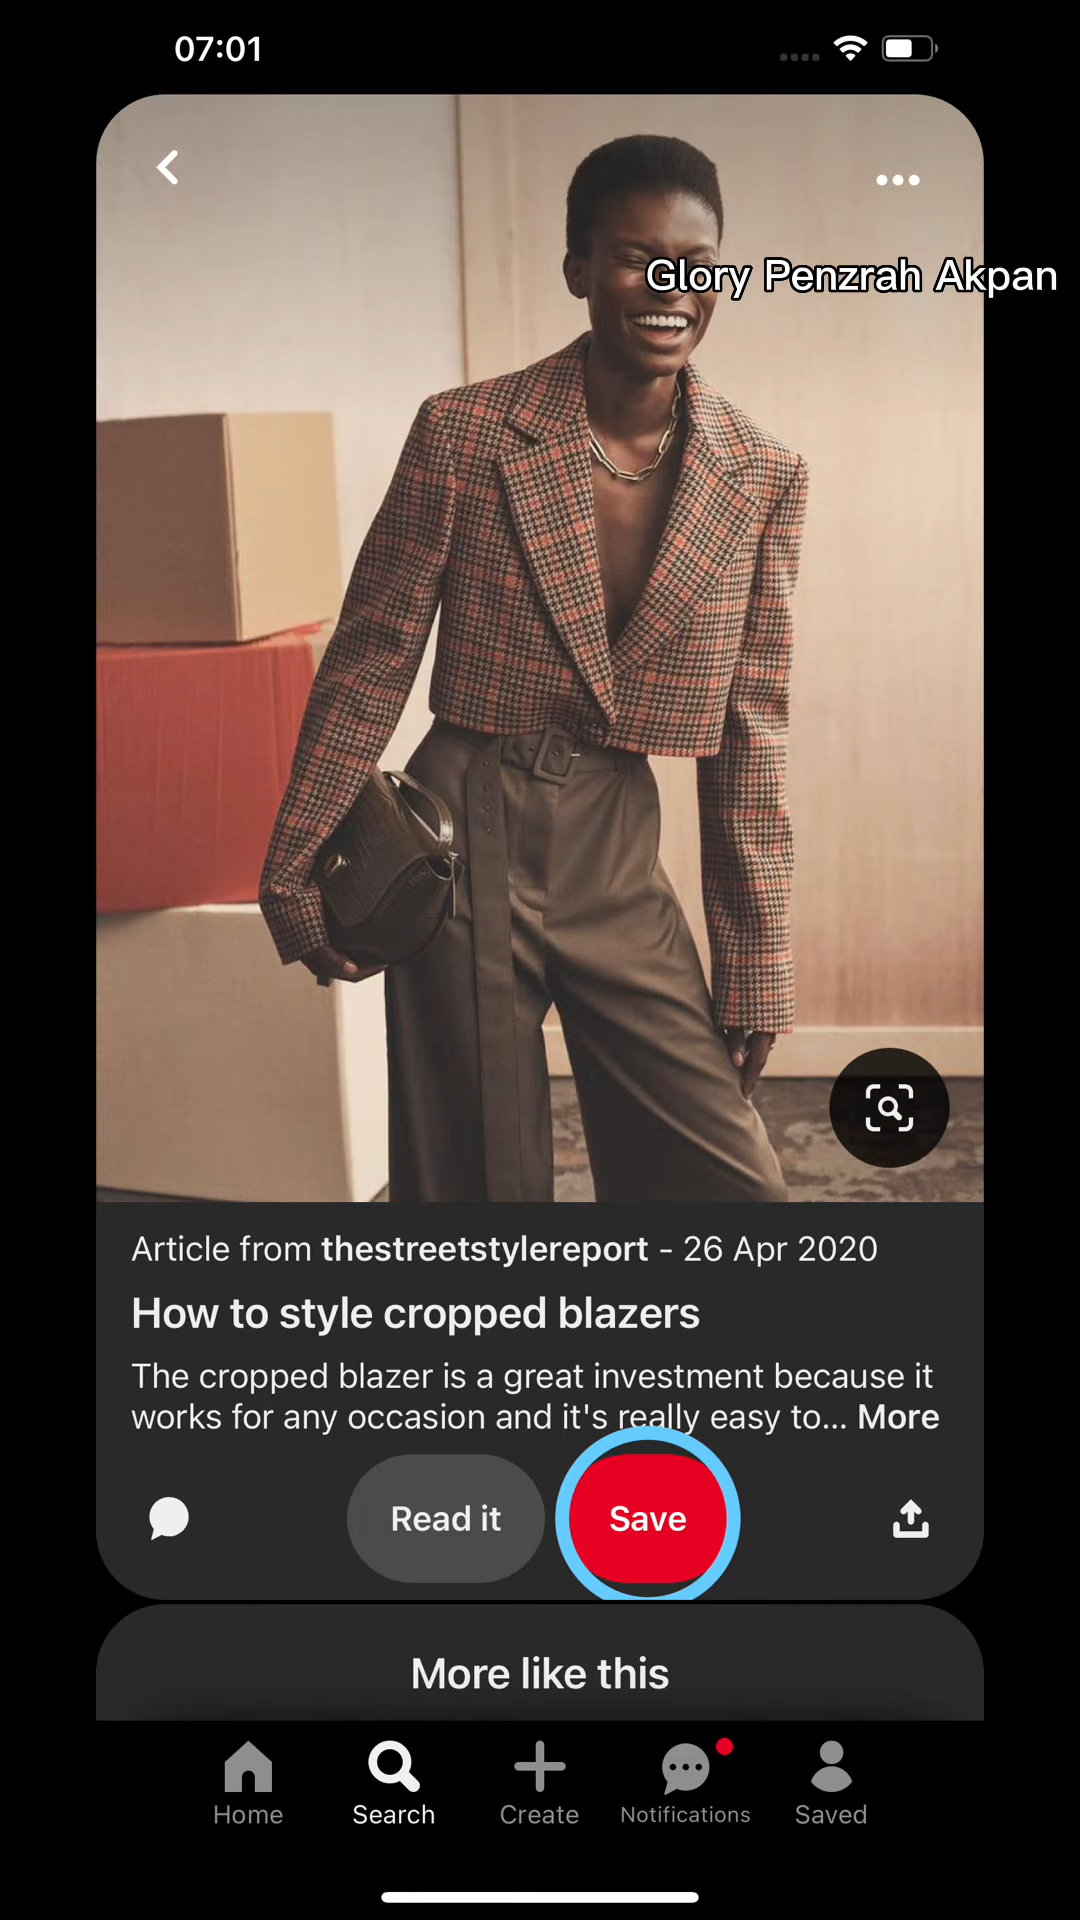 07:01
Glory Penzrah Akpan
Article from thestreetstylereport - 26 Apr 2020
How to style cropped blazers
The cropped blazer is a great investment because it
works for any occasion and it's really easy to... More
Read it
Save
More like this
Home
Search
Create
Notifications
Saved